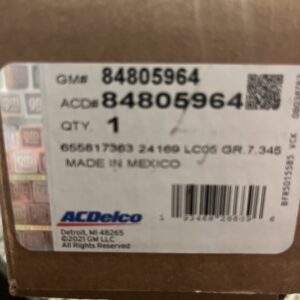 GM# 84805964
ACD# 84805964
QTY. 1
655817363 24169 LC05 GR.7.345
MADE IN MEXICO
ACDelco
Detroit, MI 48265
©2021 GM LLC
All Rights Reserved
BFR5015585